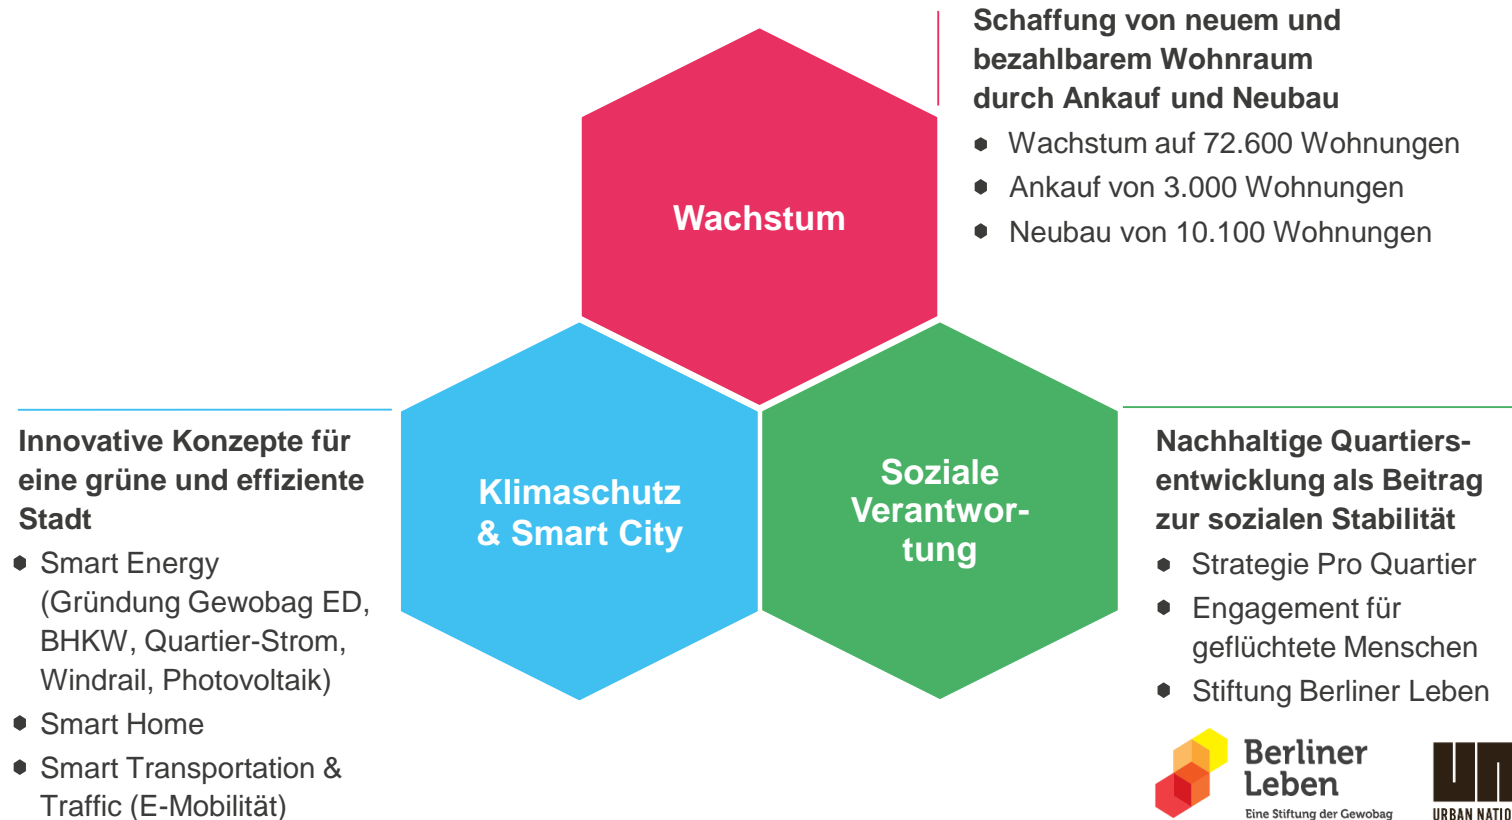 Schaffung von neuem und
bezahlbarem Wohnraum
durch Ankauf und Neubau
Wachstum auf 72.600 Wohnungen
Ankauf von 3.000 Wohnungen
Neubau von 10.100 Wohnungen
Wachstum
Klimaschutz
& Smart City
Soziale
Verantwor-
tung
Innovative Konzepte für
eine grüne und effiziente
Stadt
Smart Energy
(Gründung Gewobag ED,
BHKW, Quartier-Strom,
Windrail, Photovoltaik)
Smart Home
Smart Transportation &
Traffic (E-Mobilität)
Nachhaltige Quartiers-
entwicklung als Beitrag
zur sozialen Stabilität
Strategie Pro Quartier
Engagement für
geflüchtete Menschen
Stiftung Berliner Leben
Berliner
Leben
Eine Stiftung der Gewobag
un
URBAN NATIO